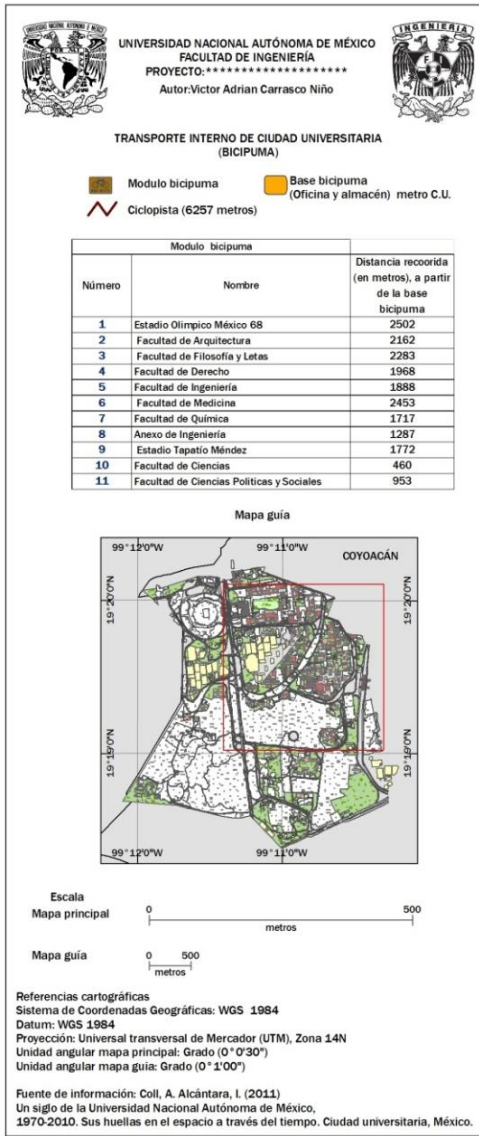 UNIVERSIDAD NACIONAL AUTÓNOMA DE MÉXICO
FACULTAD DE INGENIERÍA
PROYECTO:********************
Autor:Victor Adrian Carrasco Niño
INGENIERIA
TRANSPORTE INTERNO DE CIUDAD UNIVERSITARIA
(BICIPUMA)
Modulo bicipuma
Base bicipuma
(Oficina y almacén) metro C.U.
Ciclopista (6257 metros)
Modulo bicipuma
Número Nombre Distancia recoorida
(en metros), a partir
de la base
bicipuma
1 Estadio Olimpico México 68 2502
2 Facultad de Arquitectura 2162
3 Facultad de Filosofía y Letas 2283
4 Facultad de Derecho 1968
5 Facultad de Ingeniería 1888
6 Facultad de Medicina 2453
7 Facultad de Química 1717
8 Anexo de Ingeniería 1287
9 Estadio Tapatío Méndez 1772
10 Facultad de Ciencias 460
11 Facultad de Ciencias Politicas y Sociales 953
Mapa guía
99°12'0"W 99°11'0"W
COYOACÁN
19°20'0"N 19°20'0"N
19°19'0"N 19°19'0"N
99°12'0"W 99°11'0"W
Escala
Mapa principal 0 500
metros
Mapa guía 0 500
metros
Referencias cartográficas
Sistema de Coordenadas Geográficas: WGS 1984
Datum: WGS 1984
Proyección: Universal transversal de Mercador (UTM), Zona 14N
Unidad angular mapa principal: Grado (0°0'30")
Unidad angular mapa guia: Grado (0°1'00")
Fuente de información: Coll, A. Alcántara, I. (2011)
Un siglo de la Universidad Nacional Autónoma de México,
1970-2010. Sus huellas en el espacio a través del tiempo. Ciudad universitaria, México.